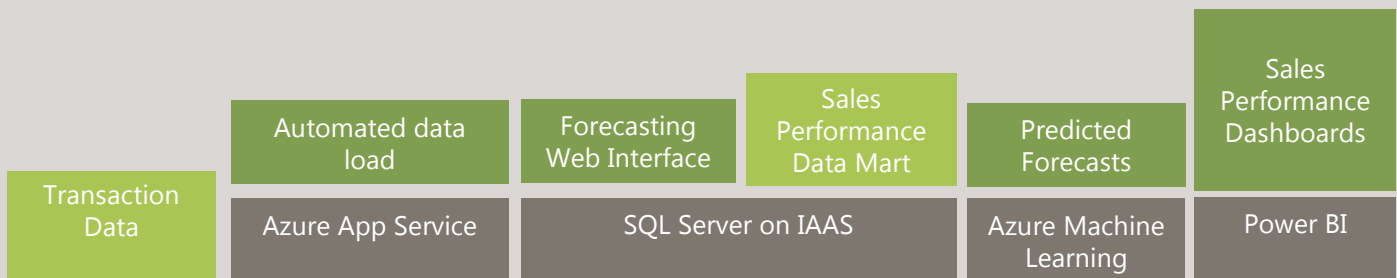 Transaction
Data
Automated data
load
Azure App Service
Forecasting
Web Interface
Sales
Performance
Data Mart
SQL Server on IAAS
Predicted
Forecasts
Azure Machine
Learning
Sales
Performance
Dashboards
Power BI